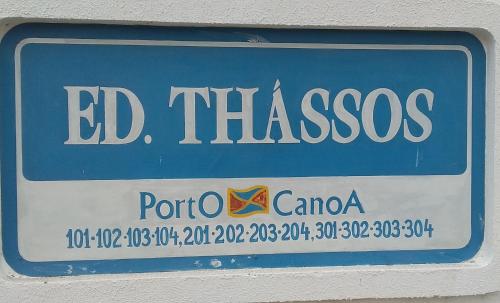 ED. THÁSSOS
PortO CanoA
101-102-103-104, 201-202-203-204, 301-302-303-304